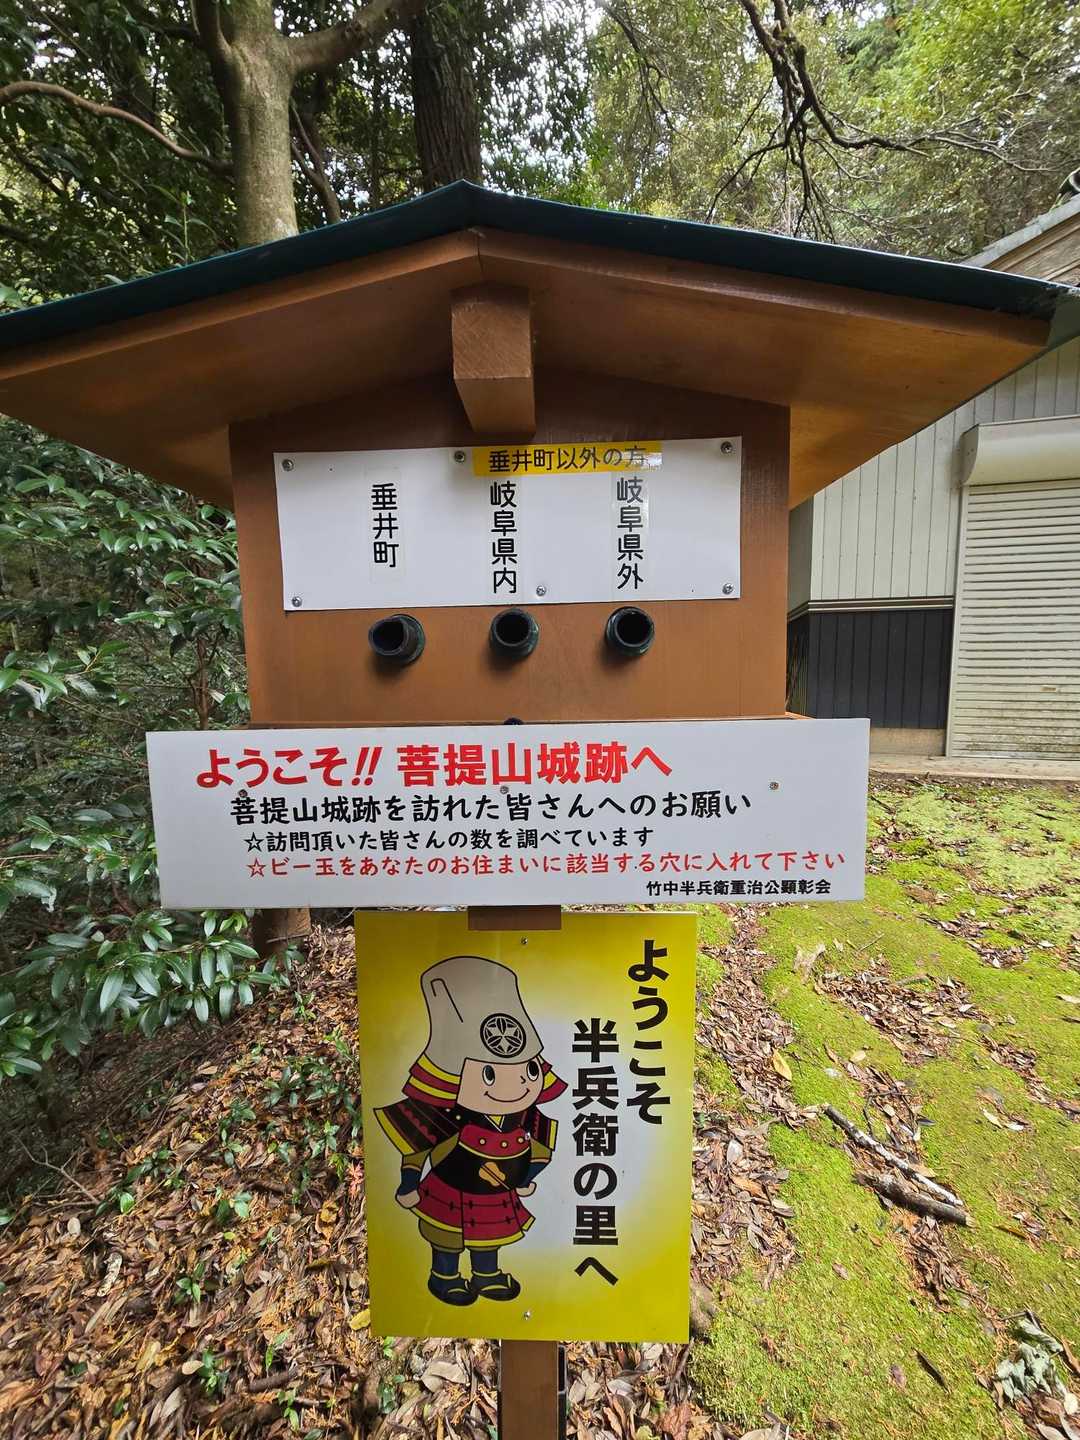 垂井町以外の方
垂井町
岐阜県内
岐阜県外
ようこそ!! 菩提山城跡へ
菩提山城跡を訪れた皆さんへのお願い
☆訪問頂いた皆さんの数を調べています
☆ビー玉をあなたのお住まいに該当する穴に入れて下さい
竹中半兵衛重治公顕彰会
ようこそ
半兵衛の里へ